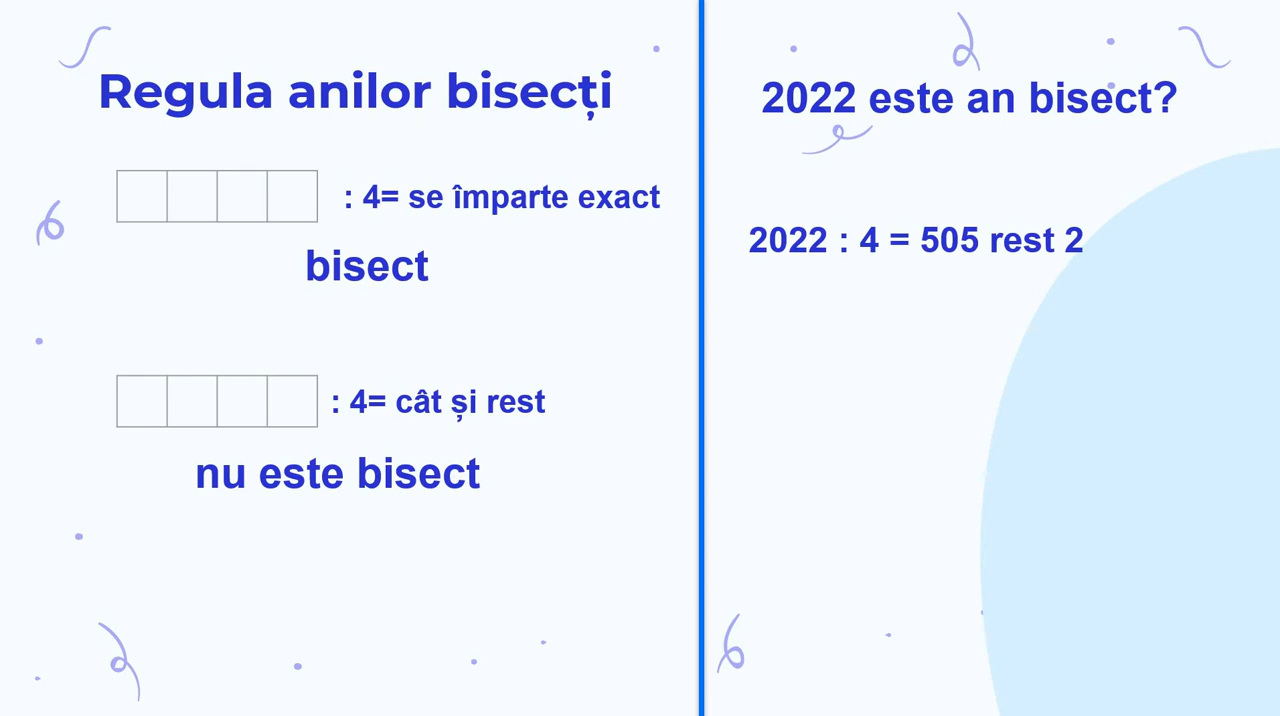 Regula anilor bisecți
: 4= se împarte exact
bisect
: 4= cât și rest
nu este bisect
2022 este an bisect?
2022 : 4 = 505 rest 2